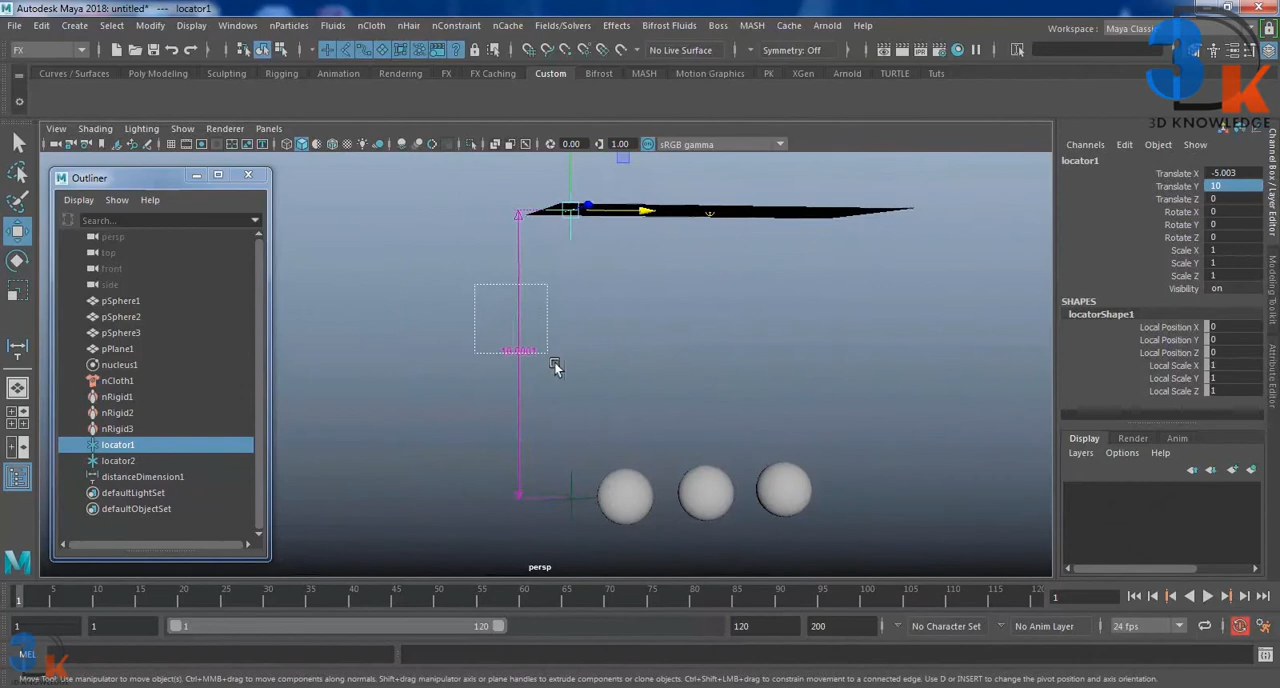 Autodesk Maya 2018: untitled* --- locator1
File Edit Create Select Modify Display Windows nParticles Fluids nCloth nHair nConstraint nCache Fields/Solvers Effects Bifrost Fluids Boss MASH Cache Arnold Help Workspace: Maya Classic
FX No Live Surface Symmetry: Off
Curves / Surfaces Poly Modeling Sculpting Rigging Animation Rendering FX FX Caching Custom Bifrost MASH Motion Graphics PK XGen Arnold TURTLE Tuts
3D KNOWLEDGE
View Shading Lighting Show Renderer Panels
0.00 1.00 sRGB gamma
Channels Edit Object Show
locator1
Translate X -5.003
Translate Y 10
Translate Z 0
Rotate X 0
Rotate Y 0
Rotate Z 0
Scale X 1
Scale Y 1
Scale Z 1
Visibility on
SHAPES
locatorShape1
Local Position X 0
Local Position Y 0
Local Position Z 0
Local Scale X 1
Local Scale Y 1
Local Scale Z 1
Display Render Anim
Layers Options Help
Channel Box / Layer Editor
Modeling Toolkit
Attribute Editor
Outliner
Display Show Help
Search...
persp
top
front
side
pSphere1
pSphere2
pSphere3
pPlane1
nucleus1
nCloth1
nRigid1
nRigid2
nRigid3
locator1
locator2
distanceDimension1
defaultLightSet
defaultObjectSet
persp
5 10 15 20 25 30 35 40 45 50 55 60 65 70 75 80 85 90 95 100 105 110 115 120
1 1
1 1 1 120 120 200 No Character Set No Anim Layer 24 fps
MEL
3K
Move Tool: Use manipulator to move object(s). Ctrl+MMB+drag to move components along normals. Shift+drag manipulator axis or plane handles to extrude components or clone objects. Ctrl+Shift+LMB+drag to constrain movement to a connected edge. Use D or INSERT to change the pivot position and axis orientation.